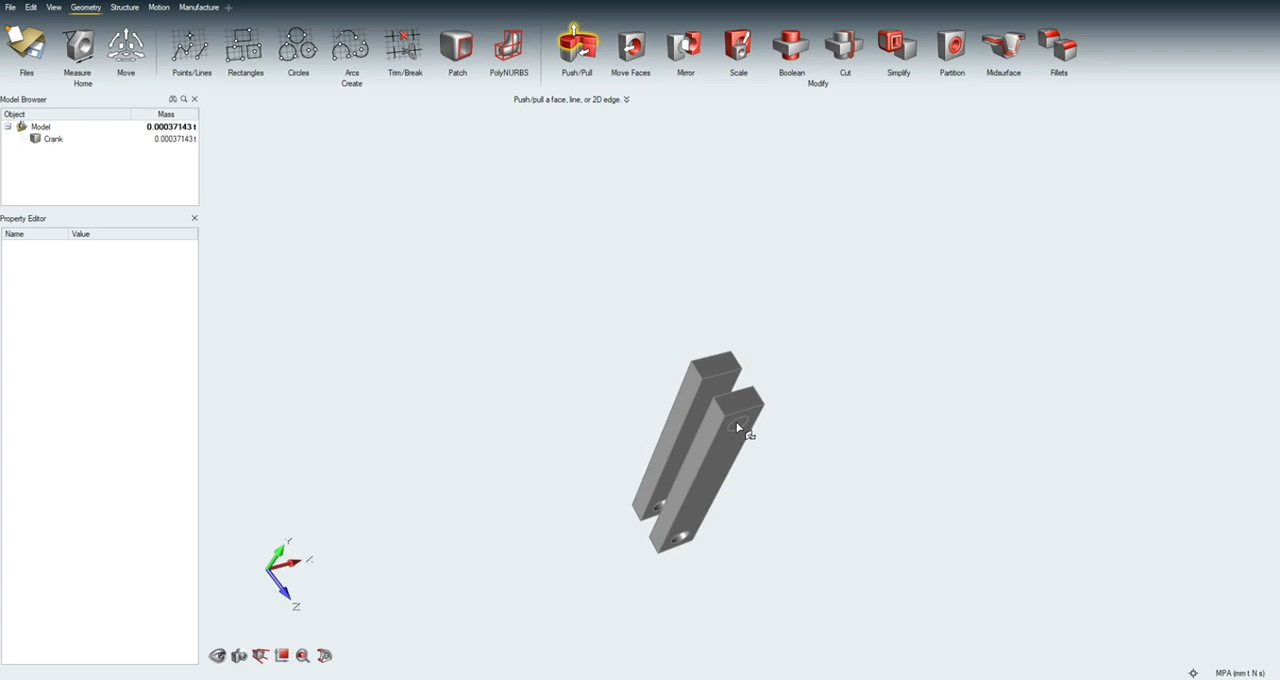 File Edit View Geometry Structure Motion Manufacture
Files Measure Move Points/Lines Rectangles Circles Arcs Trim/Break Patch PolyNURBS Push/Pull Move Faces Mirror Scale Boolean Cut Simplify Partition Midsurface Fillets
Home Create Modify
Model Browser
Push/pull a face, line, or 2D edge.
Object Mass
Model 0.00037143 t
Crank 0.00037143 t
Property Editor
Name Value
Y
X
Z
MPA (mm t N s)